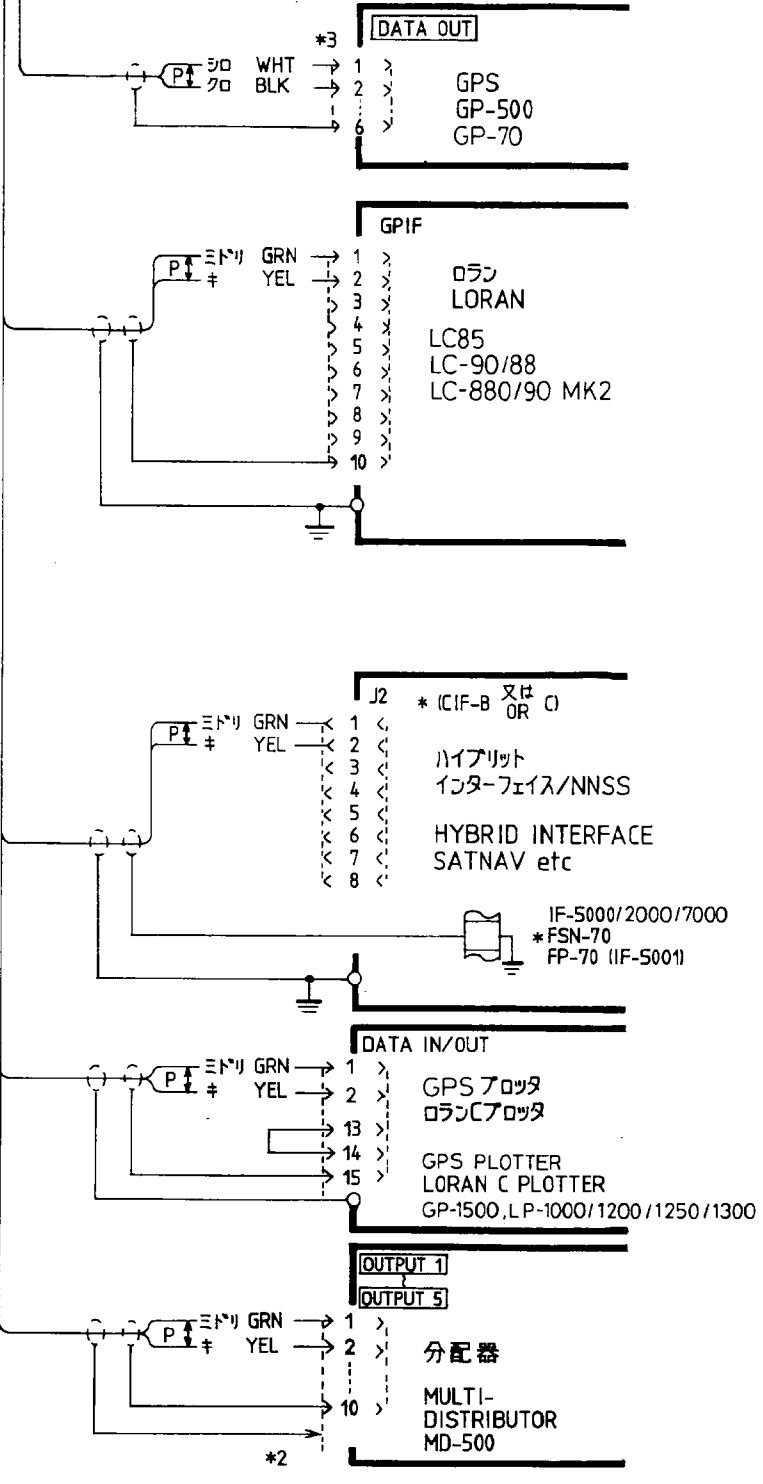 DATA OUT
*3
P シロ WHT 1
クロ BLK 2
6
GPS
GP-500
GP-70
GPIF
P ミドリ GRN 1
キ YEL 2
3
4
5
6
7
8
9
10
ロラン
LORAN
LC85
LC-90/88
LC-880/90 MK2
J2 * (CIF-B 又は OR C)
P ミドリ GRN 1
キ YEL 2
3
4
5
6
7
8
ハイブリット
インターフェイス/NNSS
HYBRID INTERFACE
SATNAV etc
IF-5000/2000/7000
*FSN-70
FP-70 (IF-5001)
DATA IN/OUT
P ミドリ GRN 1
キ YEL 2
13
14
15
GPSプロッタ
ロランCプロッタ
GPS PLOTTER
LORAN C PLOTTER
GP-1500,LP-1000/1200/1250/1300
OUTPUT 1
OUTPUT 5
P ミドリ GRN 1
キ YEL 2
10
分配器
MULTI-
DISTRIBUTOR
MD-500
*2